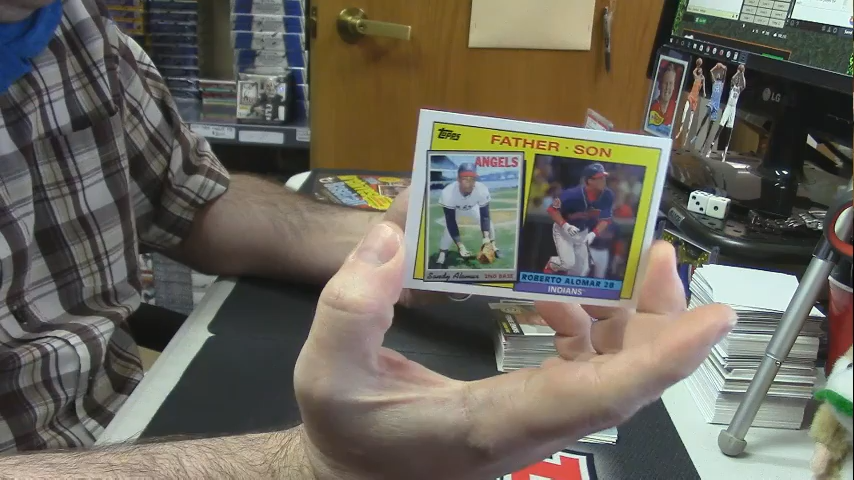 Topps
FATHER · SON
ANGELS
Sandy Alomar 2ND BASE
ROBERTO ALOMAR 2B
INDIANS
LG